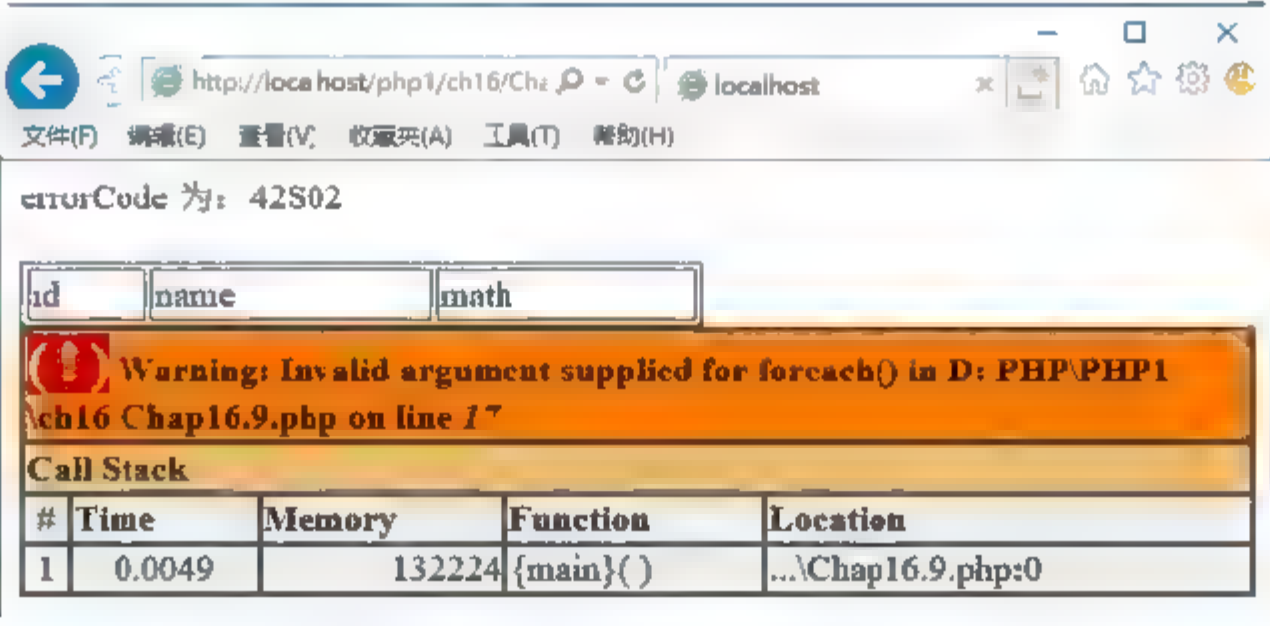 http://localhost/php1/ch16/Cha localhost
文件(F) 编辑(E) 查看(V) 收藏夹(A) 工具(T) 帮助(H)
errorCode 为：42S02
id name math
( ! ) Warning: Invalid argument supplied for foreach() in D: PHP\PHP1
\ch16 Chap16.9.php on line 17
Call Stack
# Time Memory Function Location
1 0.0049 132224 {main}( ) ...\Chap16.9.php:0